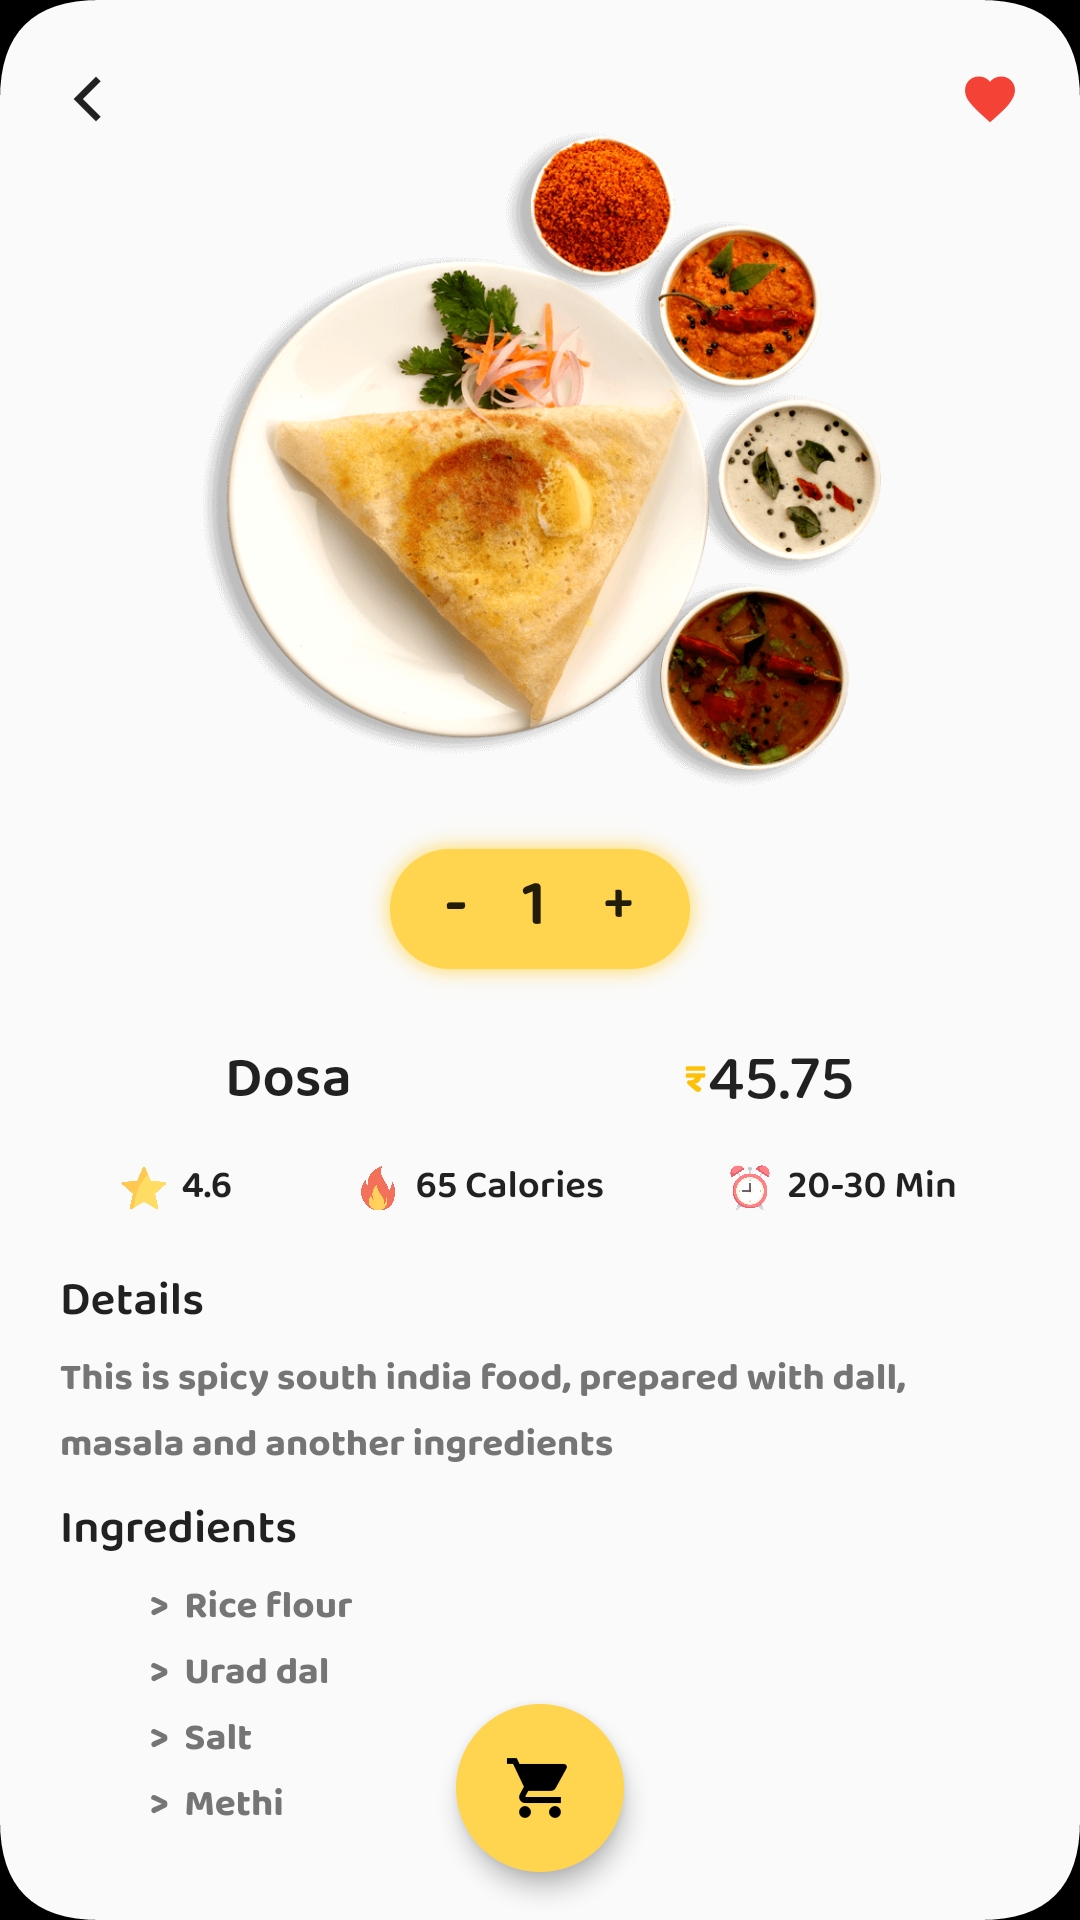 - 1 +
Dosa ₹45.75
4.6 65 Calories 20-30 Min
Details
This is spicy south india food, prepared with dall,
masala and another ingredients
Ingredients
> Rice flour
> Urad dal
> Salt
> Methi